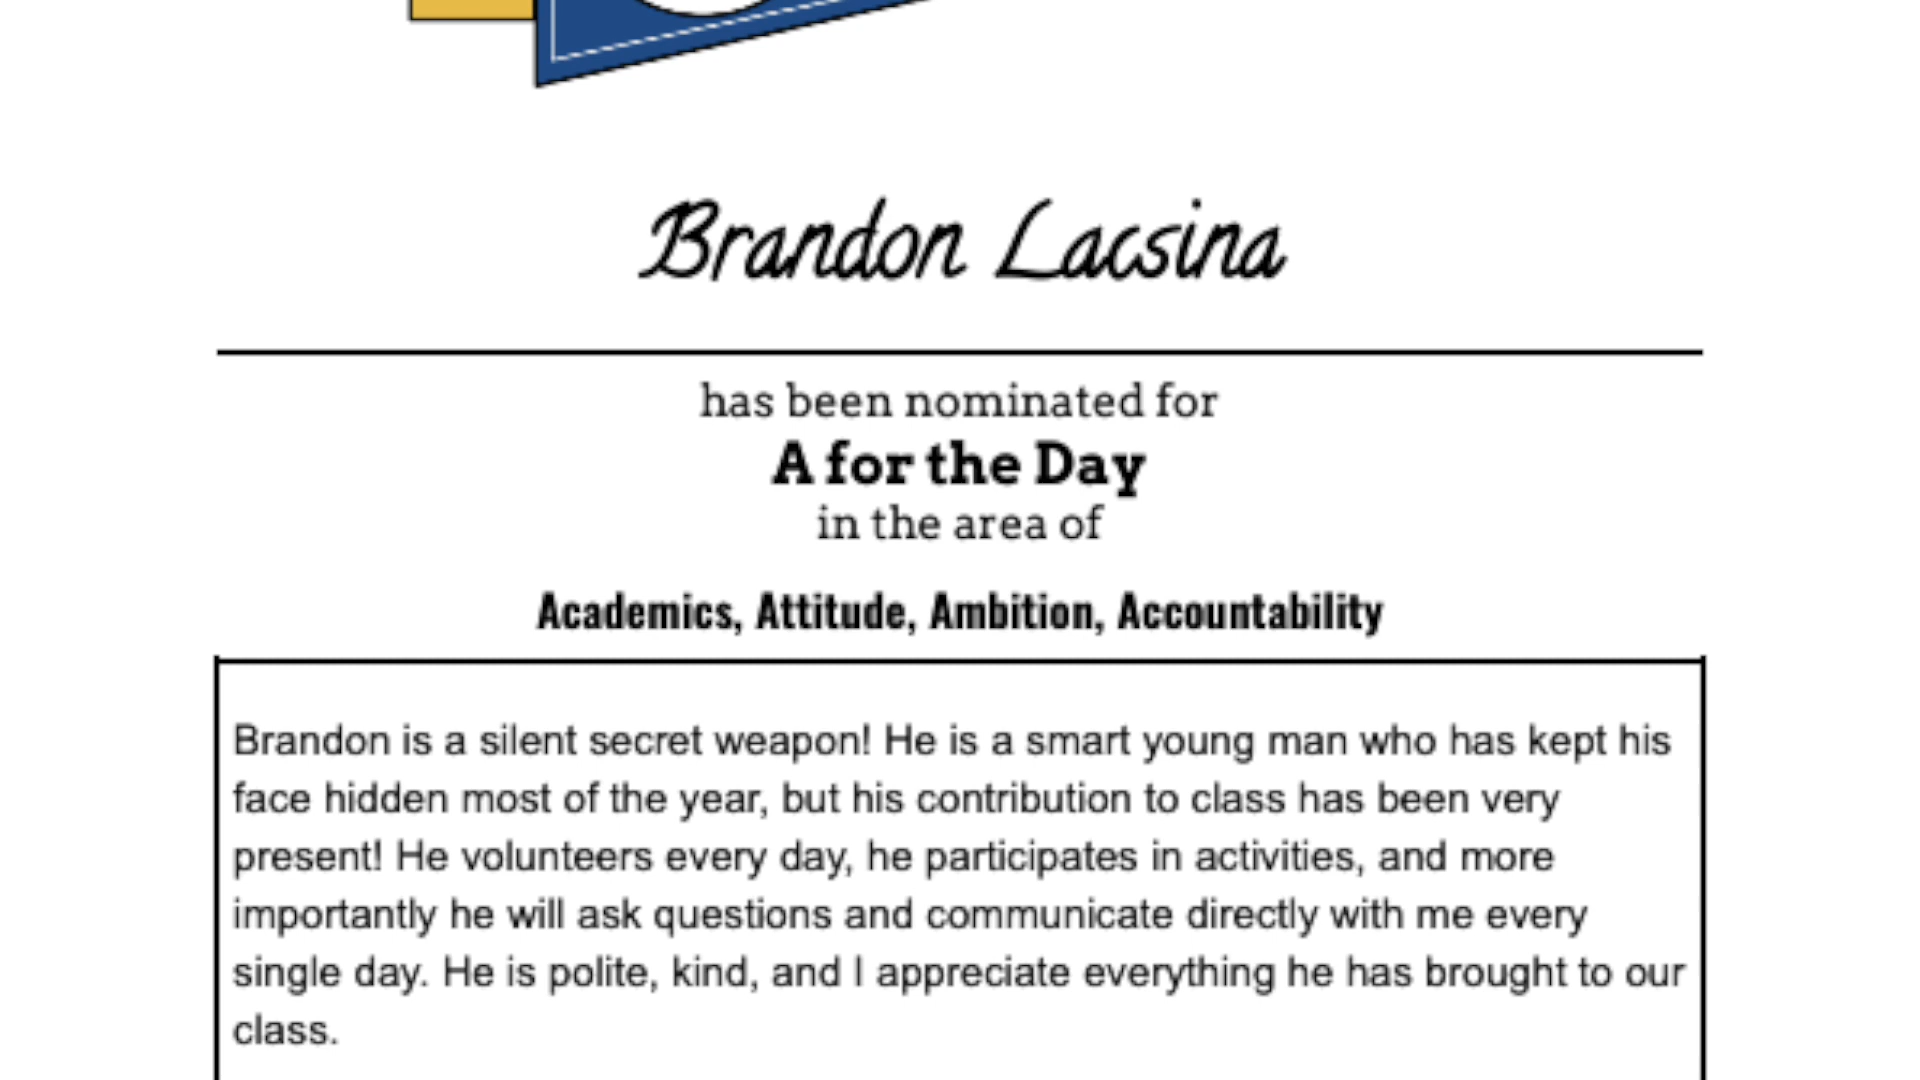 Brandon Lacsina
has been nominated for
A for the Day
in the area of
Academics, Attitude, Ambition, Accountability
Brandon is a silent secret weapon! He is a smart young man who has kept his
face hidden most of the year, but his contribution to class has been very
present! He volunteers every day, he participates in activities, and more
importantly he will ask questions and communicate directly with me every
single day. He is polite, kind, and I appreciate everything he has brought to our
class.